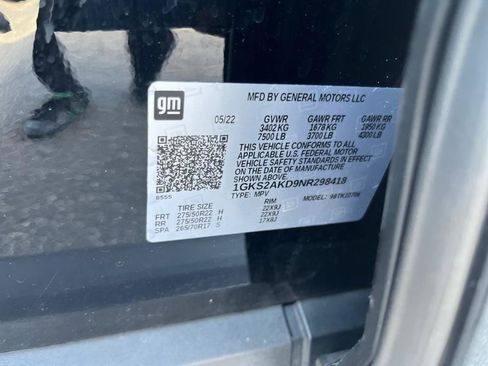 gm
MFD BY GENERAL MOTORS LLC
05/22 GVWR GAWR FRT GAWR RR
3402 KG 1678 KG 1950 KG
7500 LB 3700 LB 4300 LB
THIS VEHICLE CONFORMS TO ALL
APPLICABLE U.S. FEDERAL MOTOR
VEHICLE SAFETY STANDARDS IN EFFECT
ON THE DATE OF MANUFACTURE
SHOWN ABOVE.
1GKS2AKD9NR298418
TYPE: MPV MODEL:
8555
TIRE SIZE RIM
FRT 275/50R22 H 22X9J
RR 275/50R22 H 22X9J
SPA 265/70R17 S 17X8J